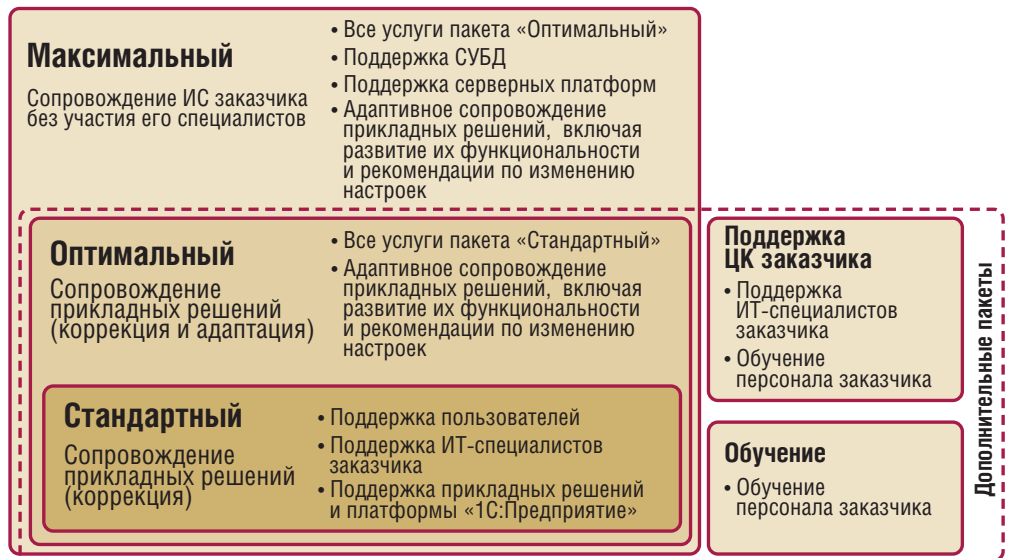 Максимальный
Сопровождение ИС заказчика
без участия его специалистов
• Все услуги пакета «Оптимальный»
• Поддержка СУБД
• Поддержка серверных платформ
• Адаптивное сопровождение
прикладных решений, включая
развитие их функциональности
и рекомендации по изменению
настроек
Оптимальный
Сопровождение
прикладных решений
(коррекция и адаптация)
• Все услуги пакета «Стандартный»
• Адаптивное сопровождение
прикладных решений, включая
развитие их функциональности
и рекомендации по изменению
настроек
Стандартный
Сопровождение
прикладных решений
(коррекция)
• Поддержка пользователей
• Поддержка ИТ-специалистов
заказчика
• Поддержка прикладных решений
и платформы «1С:Предприятие»
Поддержка
ЦК заказчика
• Поддержка
ИТ-специалистов
заказчика
• Обучение
персонала заказчика
Обучение
• Обучение
персонала заказчика
Дополнительные пакеты